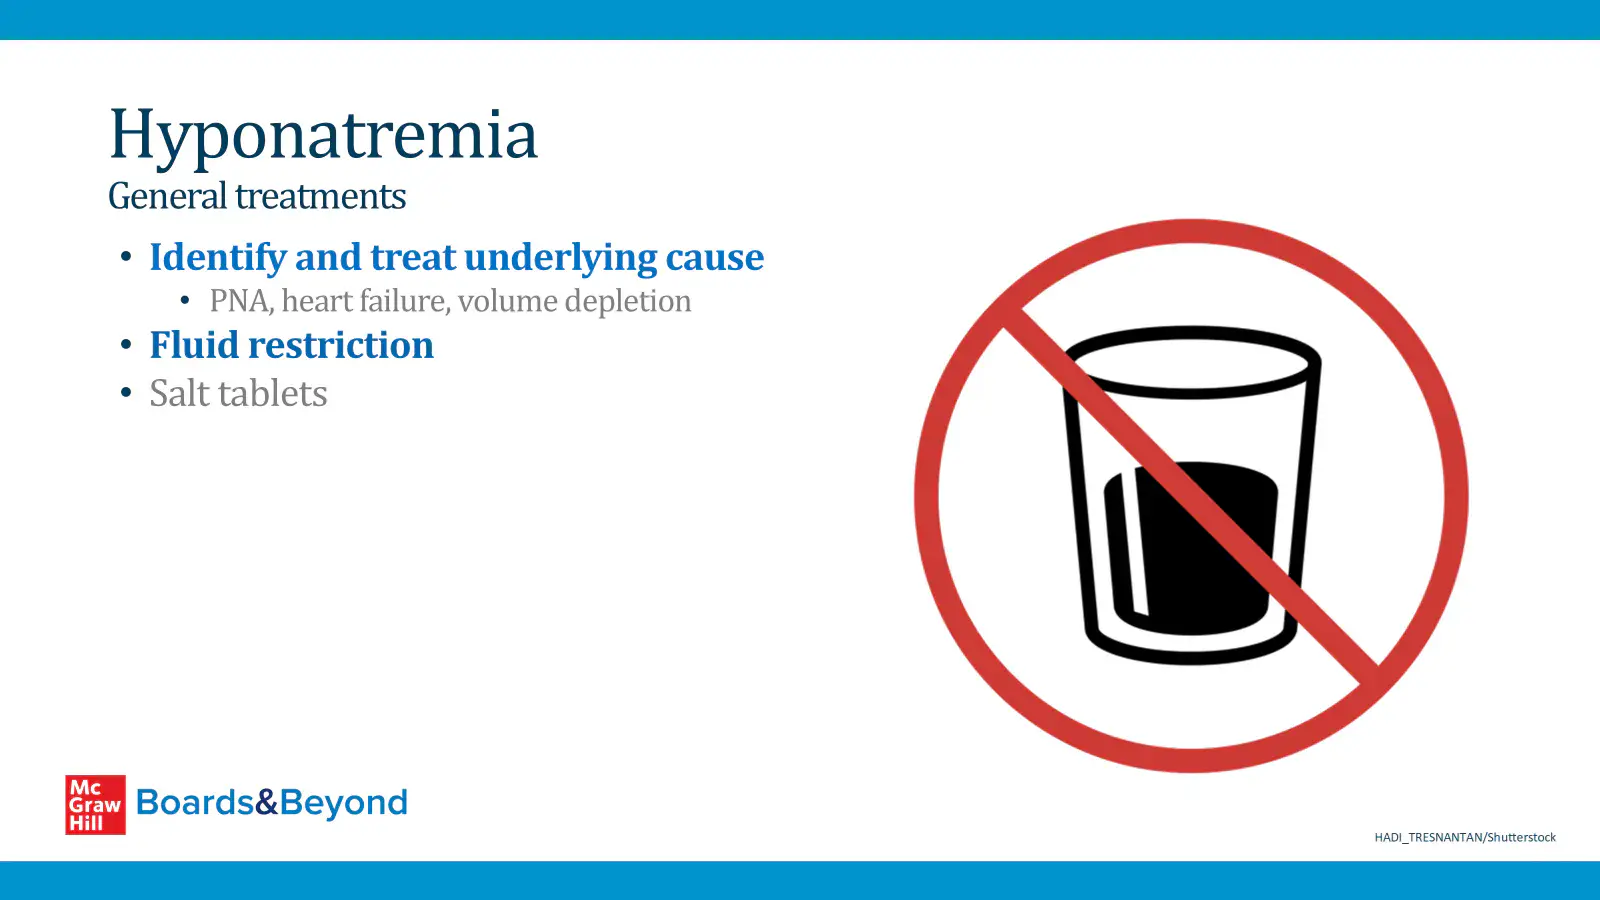 Hyponatremia
General treatments
• Identify and treat underlying cause
• PNA, heart failure, volume depletion
• Fluid restriction
• Salt tablets
Mc
Graw
Hill
Boards&Beyond
HADI_TRESNANTAN/Shutterstock